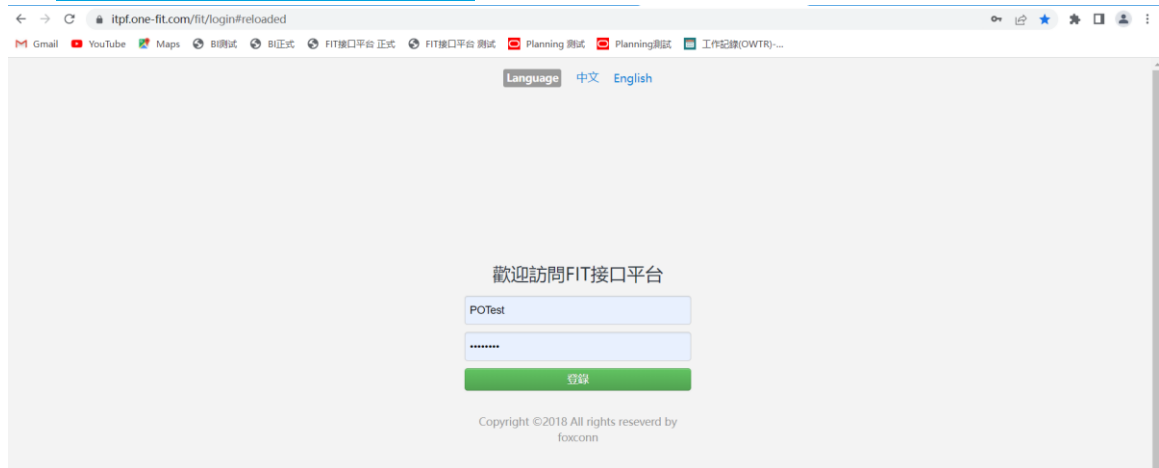 itpf.one-fit.com/fit/login#reloaded
Gmail YouTube Maps BI測試 BI正式 FIT接口平台 正式 FIT接口平台 測試 Planning 測試 Planning測試 工作記錄(OWTR)-...
Language 中文 English
歡迎訪問FIT接口平台
POTest
••••••••
登錄
Copyright ©2018 All rights reseverd by
foxconn